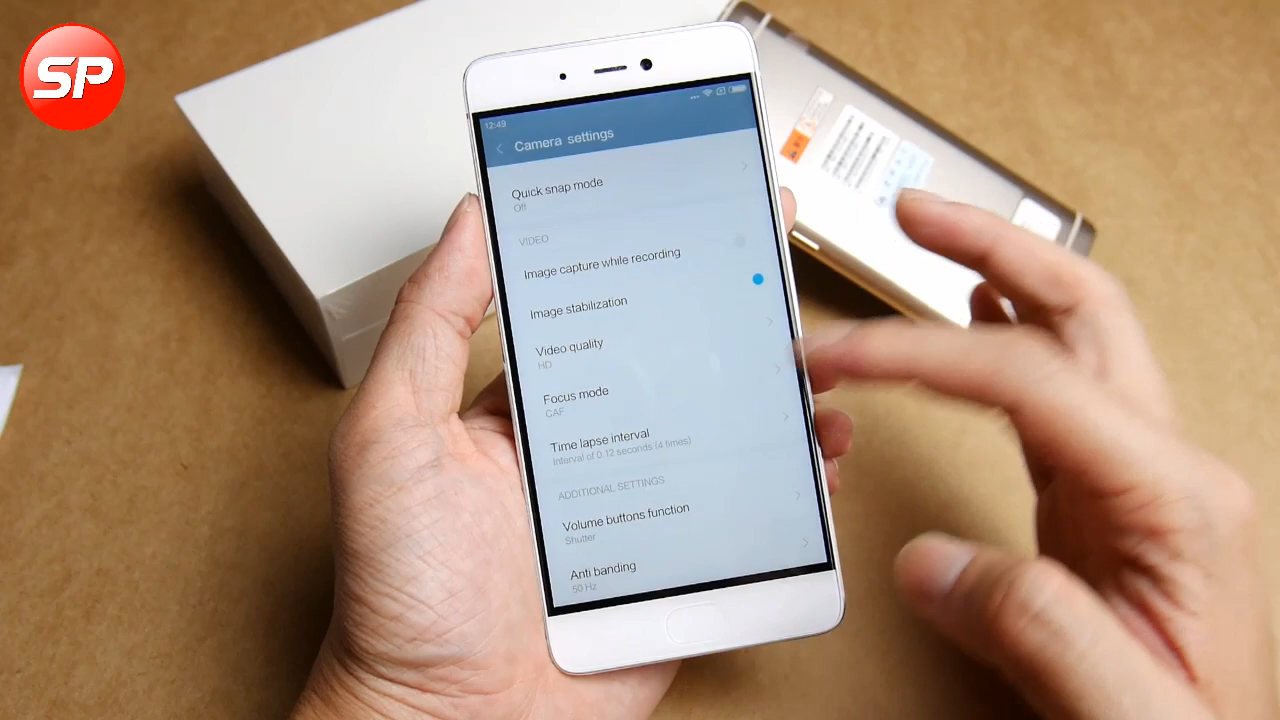 SP
12:49
Camera settings
Quick snap mode
Off
VIDEO
Image capture while recording
Image stabilization
Video quality
HD
Focus mode
CAF
Time lapse interval
Interval of 0.12 seconds (4 times)
ADDITIONAL SETTINGS
Volume buttons function
Shutter
Anti banding
50 Hz